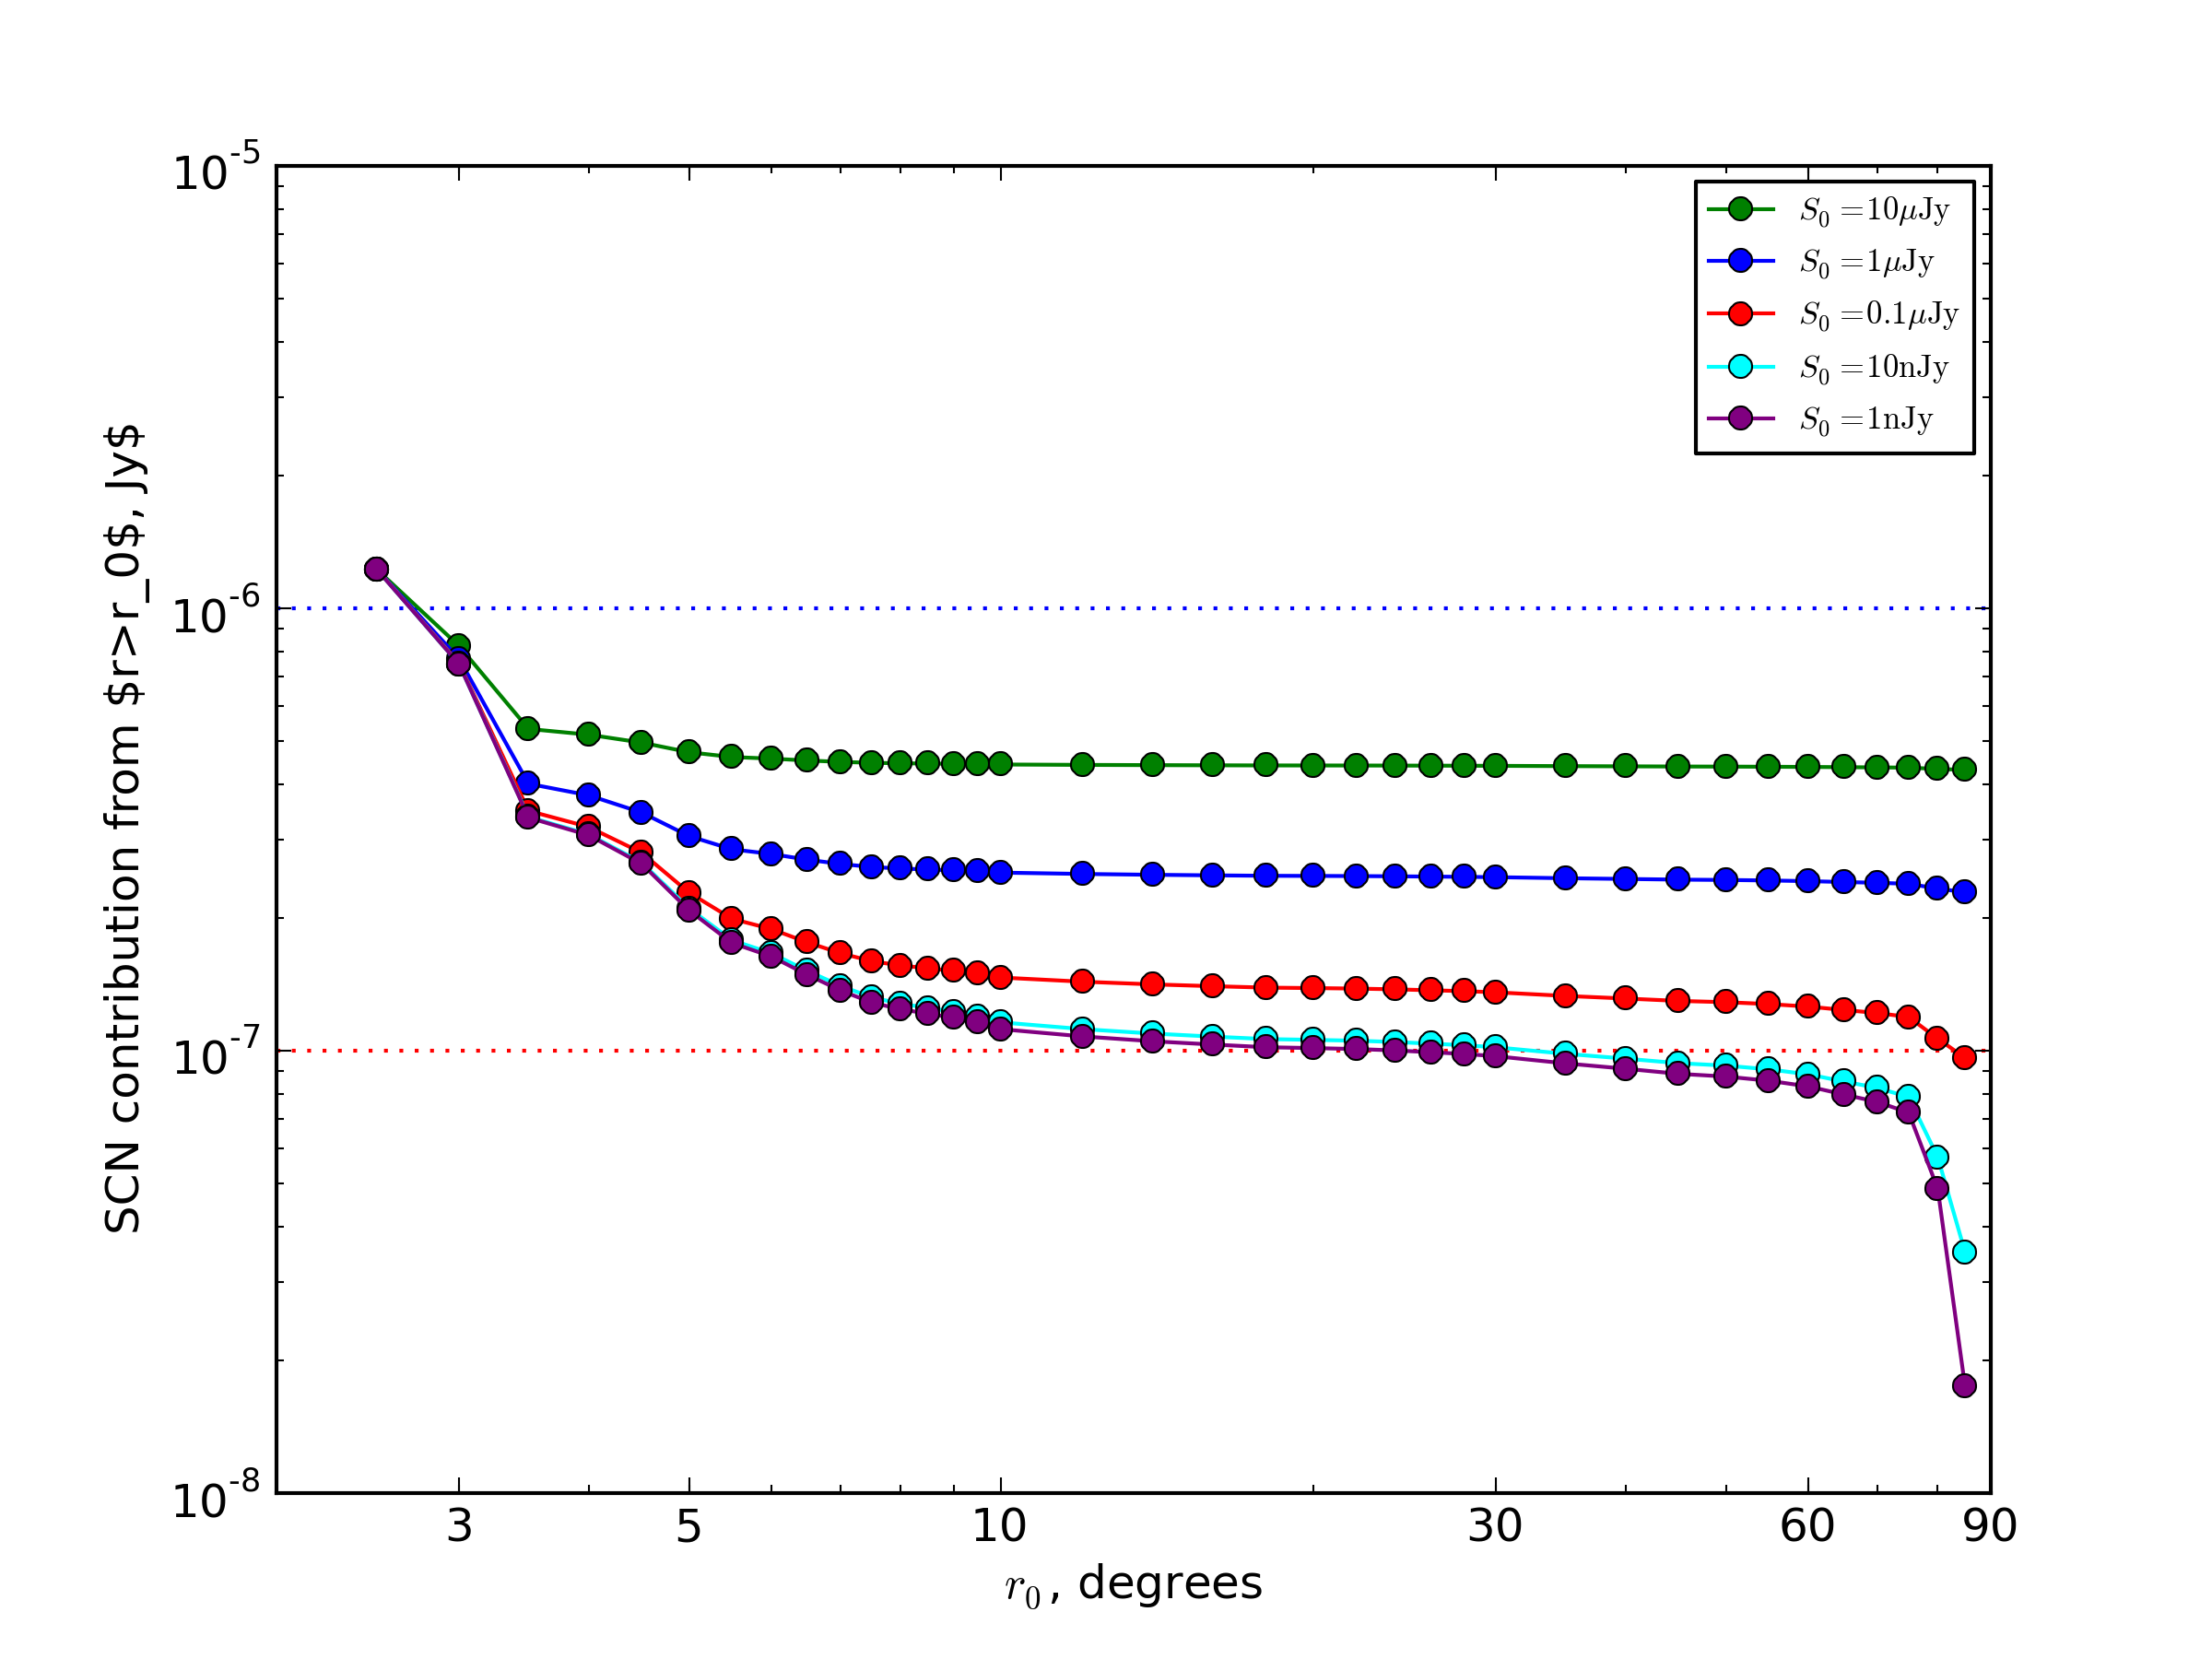 10^-5
10^-6
10^-7
10^-8
SCN contribution from $r>r_0$, Jy$
S_0 = 10μJy
S_0 = 1μJy
S_0 = 0.1μJy
S_0 = 10nJy
S_0 = 1nJy
3 5 10 30 60 90
r_0, degrees